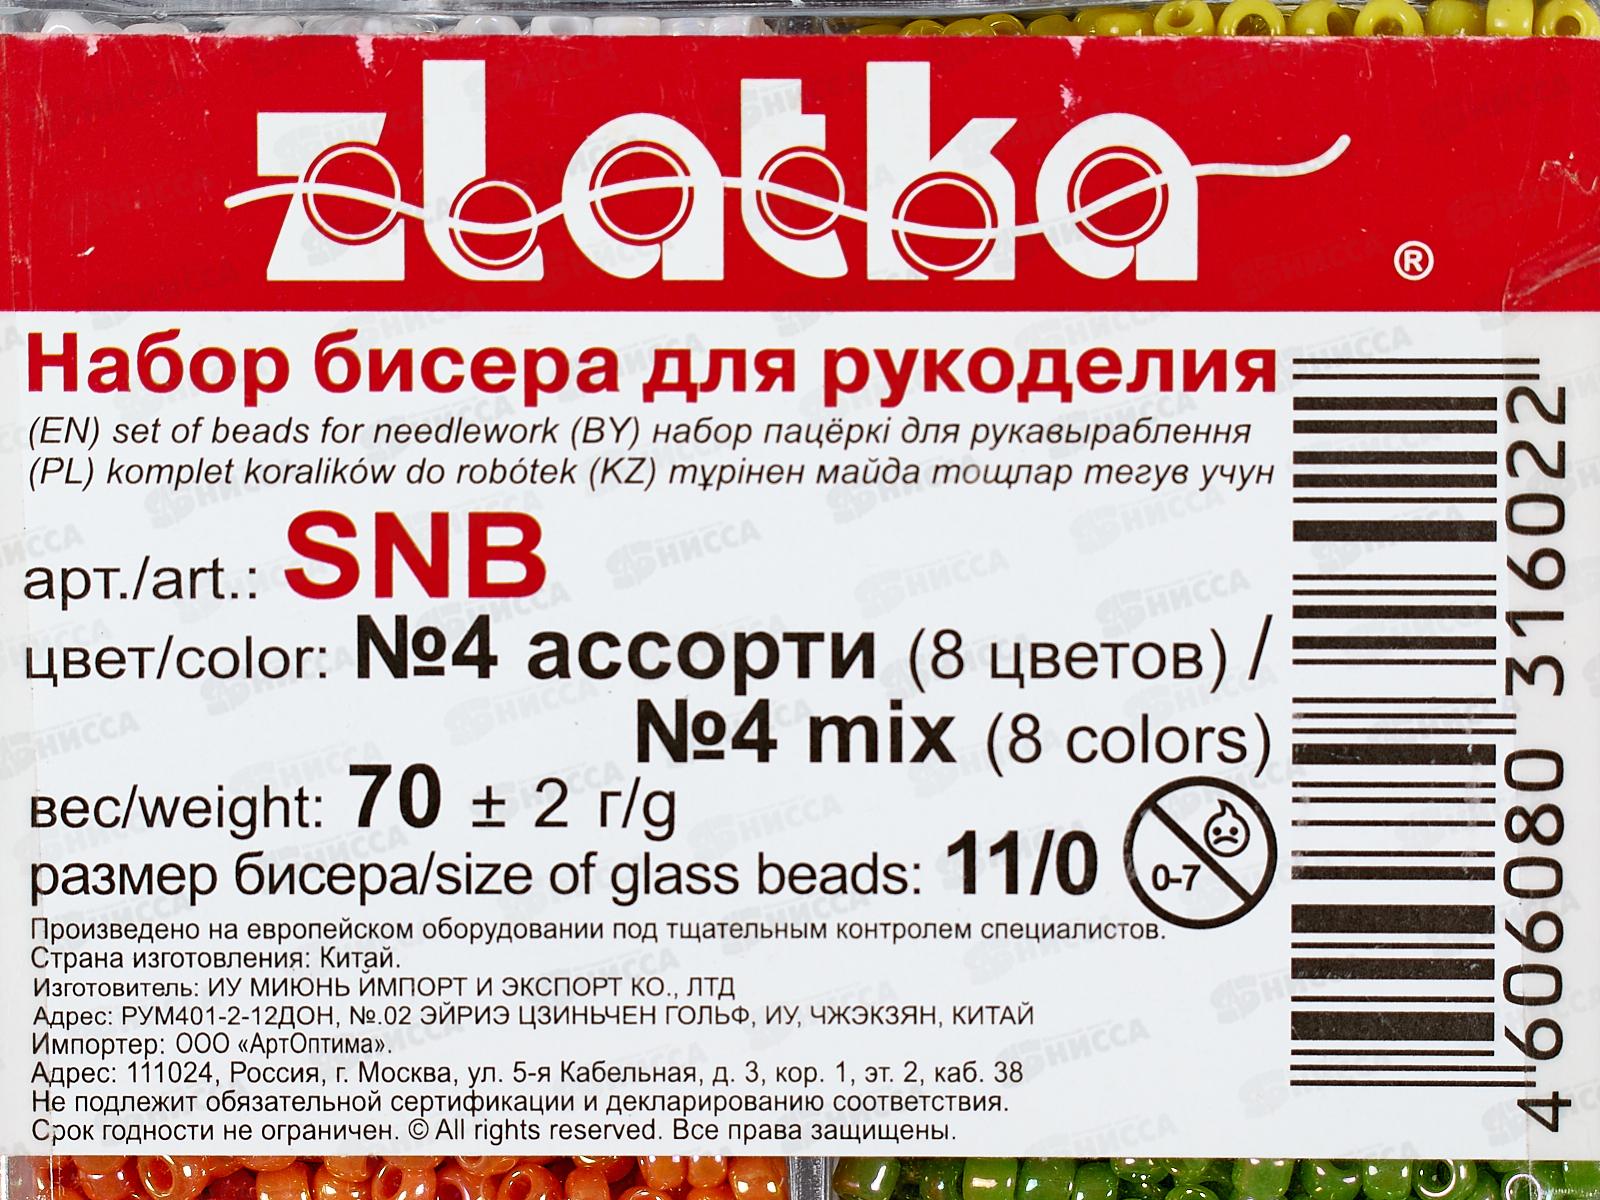 zlatka
®
Набор бисера для рукоделия
(EN) set of beads for needlework (BY) набор пацёркі для рукавыраблення
(PL) komplet koralików do robótek (KZ) түрінен майда тощлар тегув учун
арт./art.: SNB
цвет/color: №4 ассорти (8 цветов) /
№4 mix (8 colors)
вес/weight: 70 ± 2 г/g
размер бисера/size of glass beads: 11/0
0-7
Произведено на европейском оборудовании под тщательным контролем специалистов.
Страна изготовления: Китай.
Изготовитель: ИУ МИЮНЬ ЙМПОРТ И ЭКСПОРТ КО., ЛТД
Адрес: РУМ401-2-12ДОН, №.02 ЭЙРИЭ ЦЗИНЬЧЕН ГОЛЬФ, ИУ, ЧЖЭКЗЯН, КИТАЙ
Импортер: ООО «АртОптима».
Адрес: 111024, Россия, г. Москва, ул. 5-я Кабельная, д. 3, кор. 1, эт. 2, каб. 38
Не подлежит обязательной сертификации и декларированию соответствия.
Срок годности не ограничен. © All rights reserved. Все права защищены.
4 606080 316022
НИССА